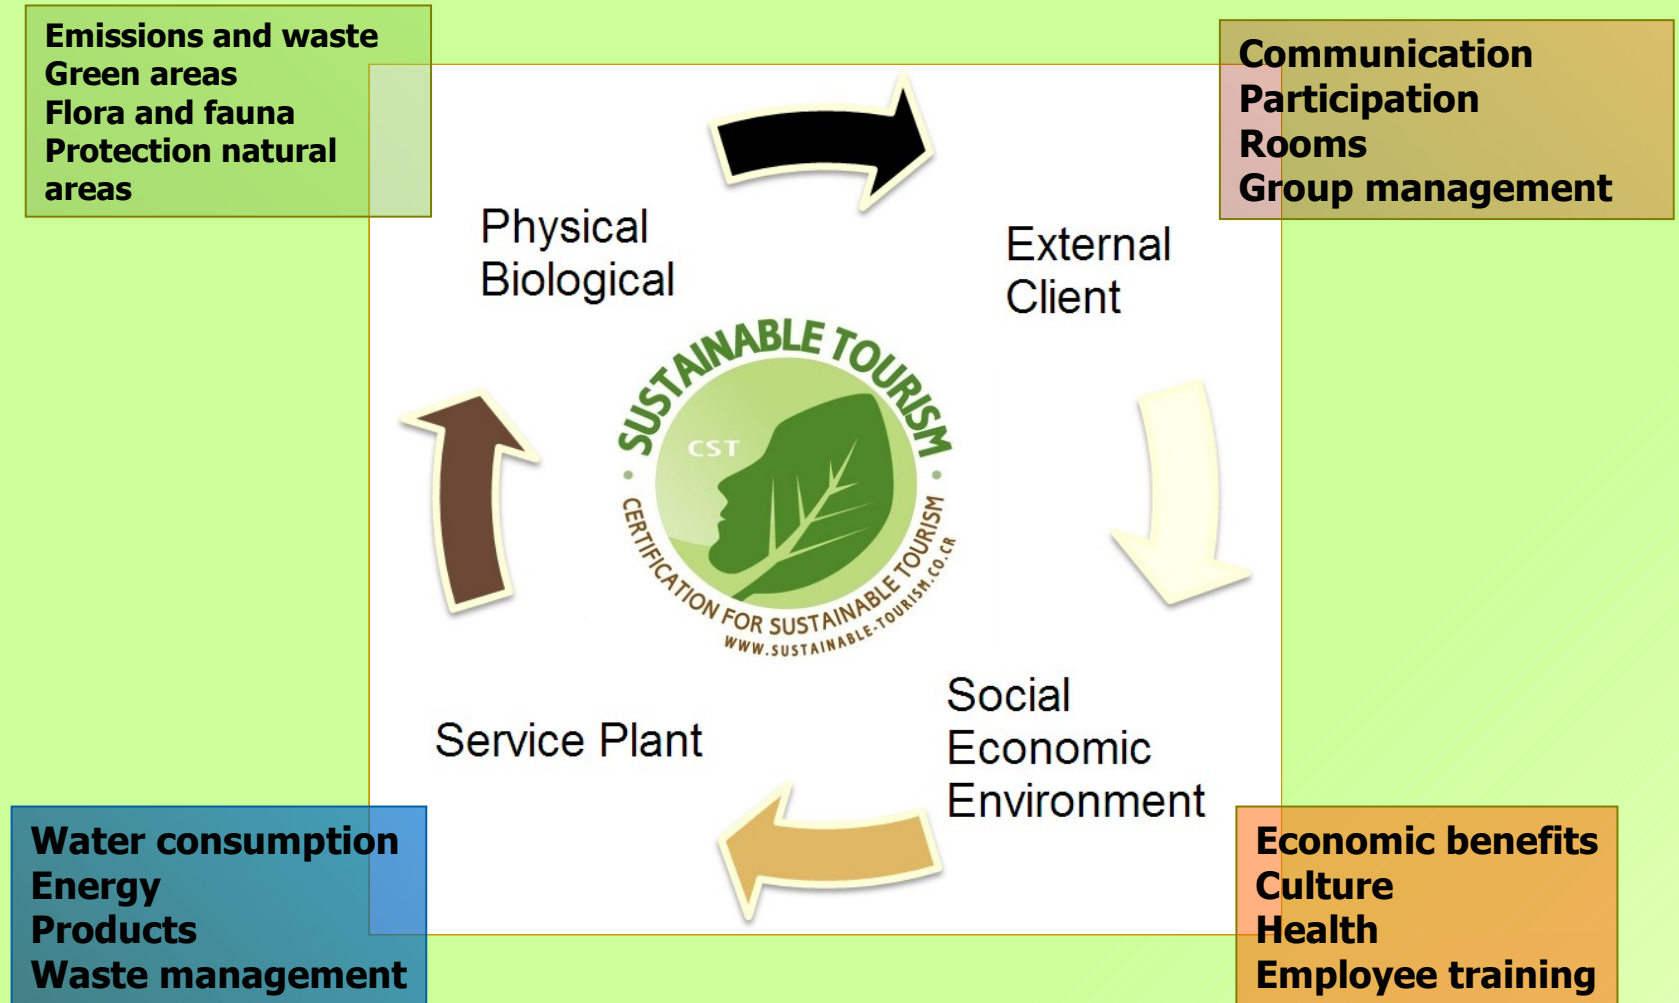 Emissions and waste
Green areas
Flora and fauna
Protection natural
areas
Communication
Participation
Rooms
Group management
Physical
Biological
External
Client
SUSTAINABLE TOURISM
CST
CERTIFICATION FOR SUSTAINABLE TOURISM
WWW.SUSTAINABLE-TOURISM.CO.CR
Service Plant
Social
Economic
Environment
Water consumption
Energy
Products
Waste management
Economic benefits
Culture
Health
Employee training